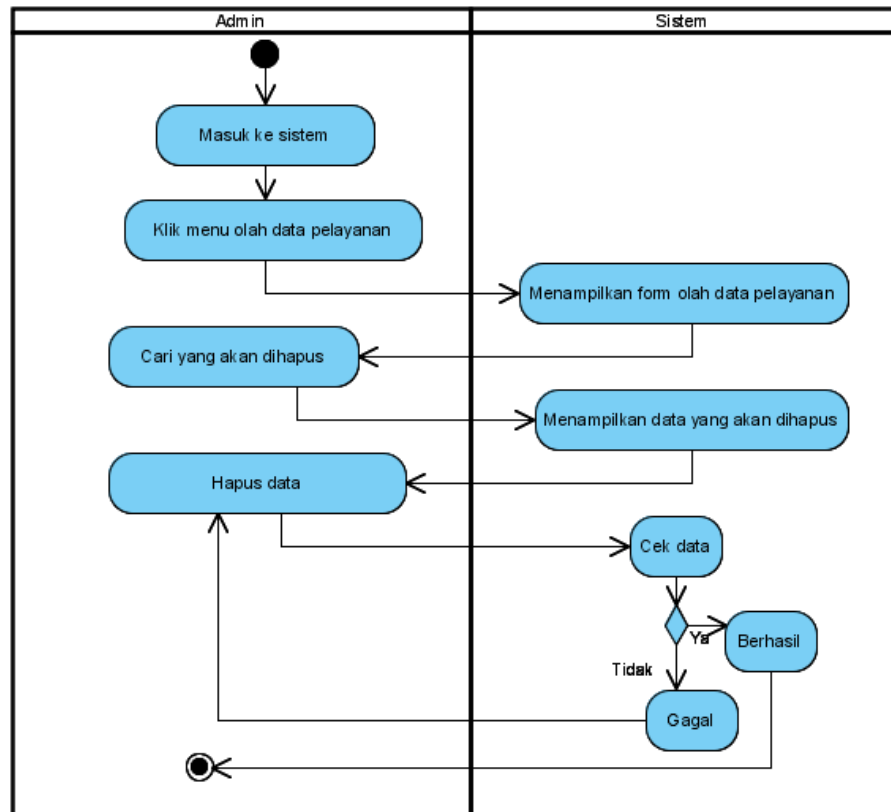 Admin
Sistem
Masuk ke sistem
Klik menu olah data pelayanan
Menampilkan form olah data pelayanan
Cari yang akan dihapus
Menampilkan data yang akan dihapus
Hapus data
Cek data
Ya
Berhasil
Tidak
Gagal